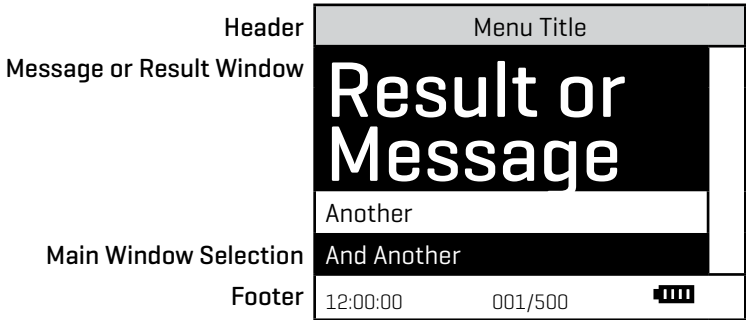 Header
Menu Title
Message or Result Window
Result or
Message
Another
Main Window Selection
And Another
Footer
12:00:00
001/500